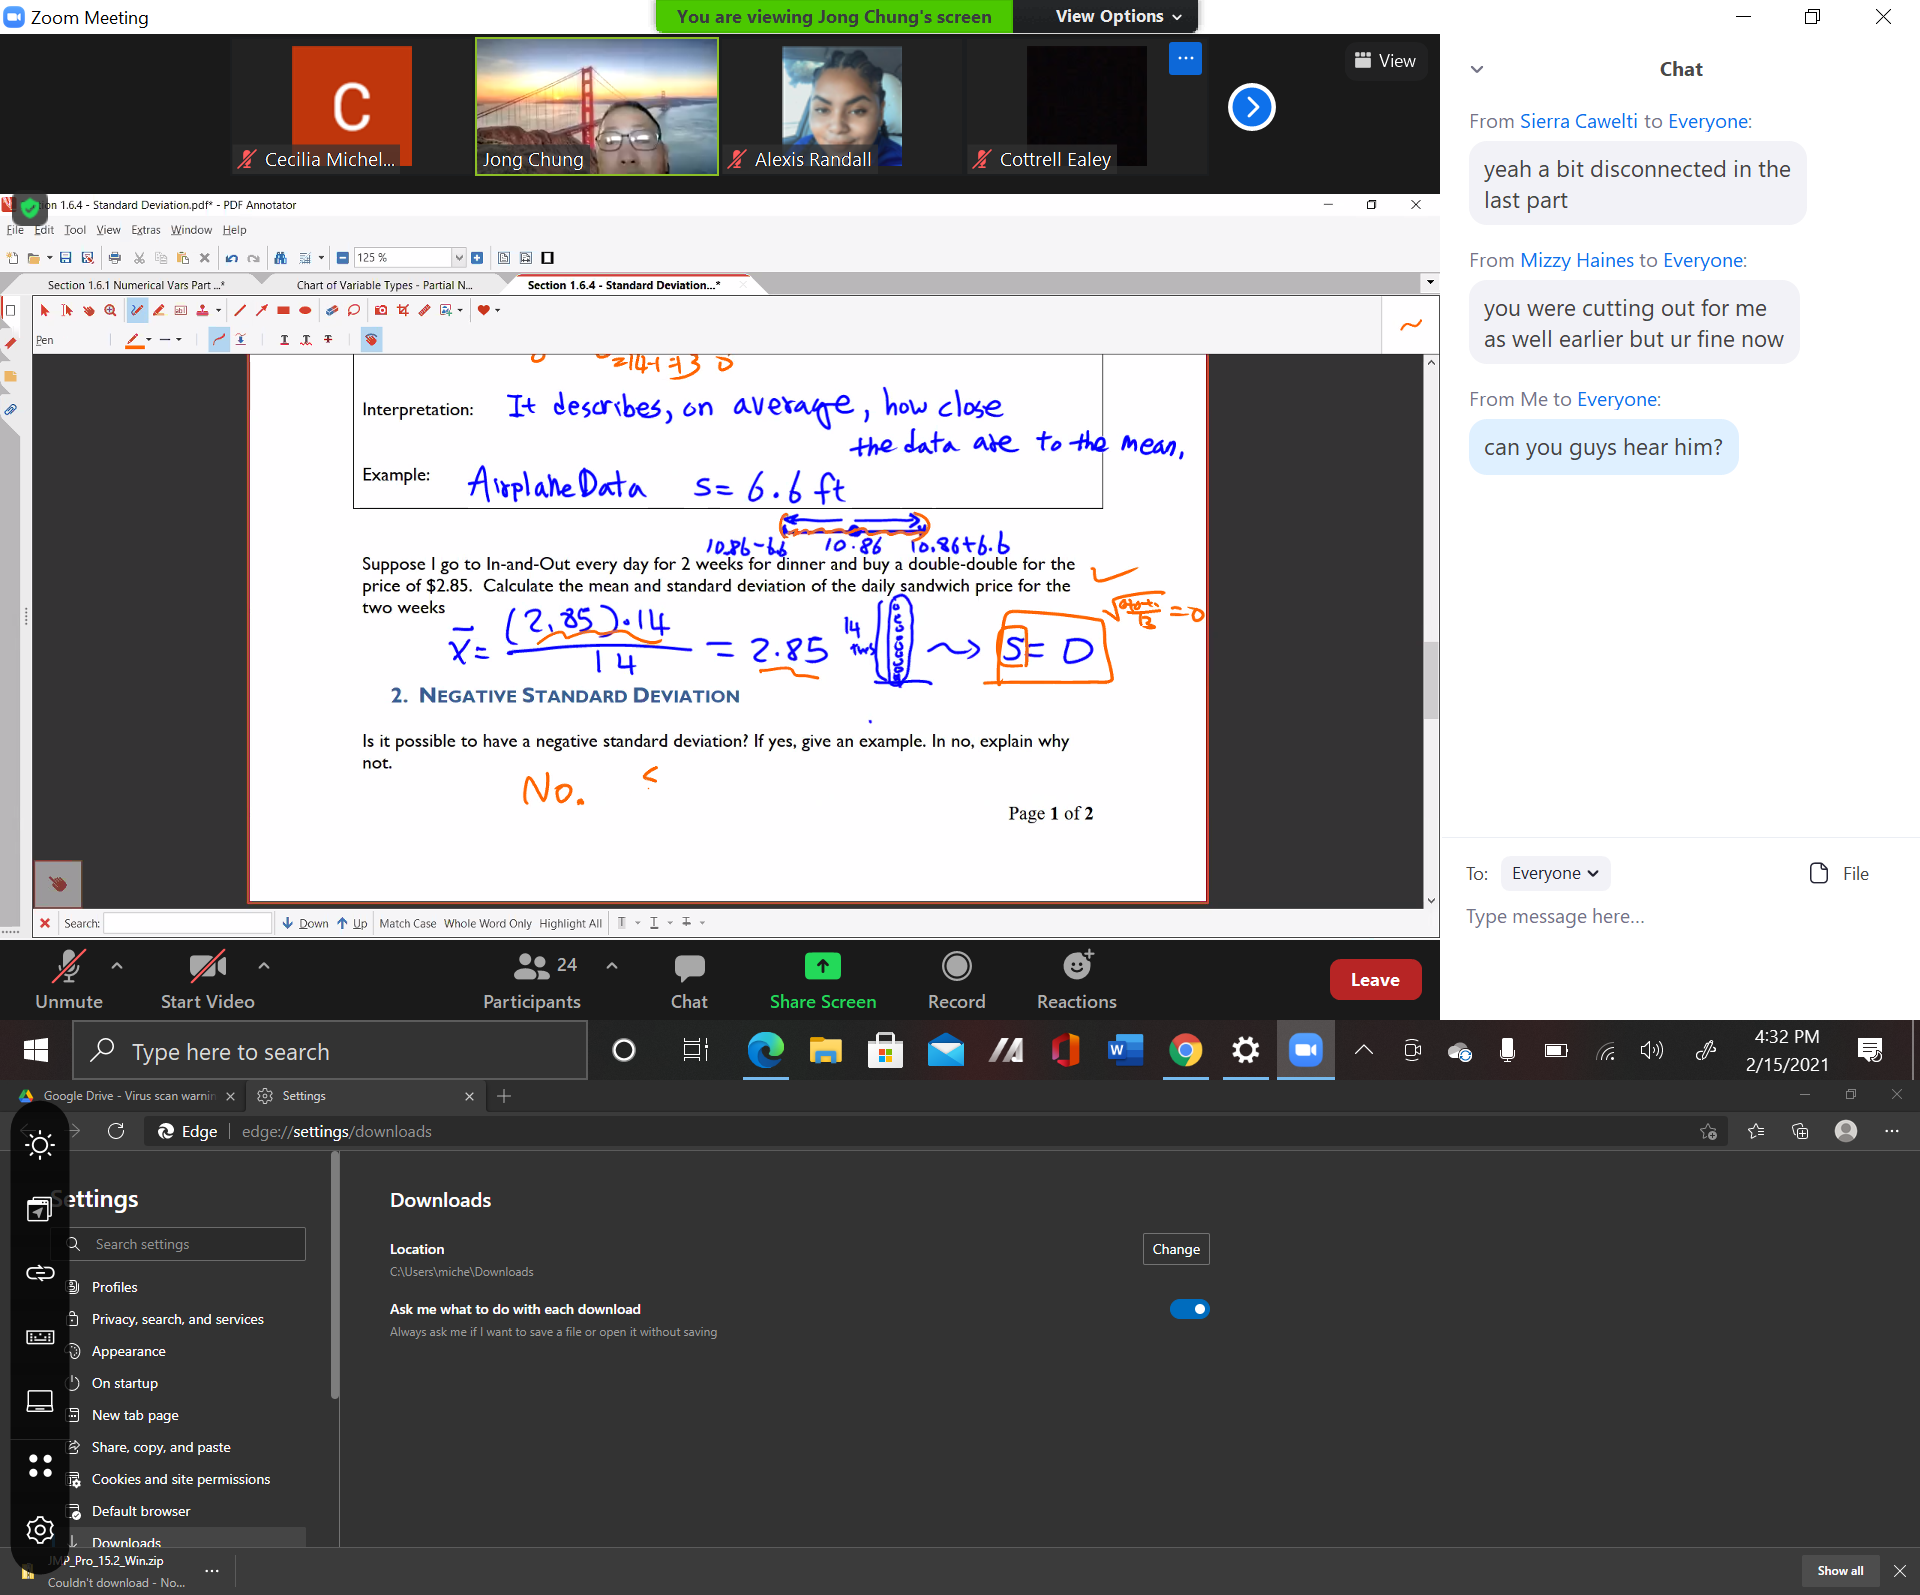 Zoom Meeting
You are viewing Jong Chung's screen View Options
C
Cecilia Michel...
Jong Chung
Alexis Randall
Cottrell Ealey
View
on 1.6.4 - Standard Deviation.pdf* - PDF Annotator
File Edit Tool View Extras Window Help
125 %
Section 1.6.1 Numerical Vars Part ...*
Chart of Variable Types - Partial N...
Section 1.6.4 - Standard Deviation...*
Pen
=14-1=13
Interpretation: It describes, on average, how close
the data are to the mean,
Example: Airplane Data s= 6.6 ft
10.86-6.6 10.86 10.86+6.6
Suppose I go to In-and-Out every day for 2 weeks for dinner and buy a double-double for the
price of $2.85. Calculate the mean and standard deviation of the daily sandwich price for the
two weeks
x̄ = (2.85)·14 / 14 = 2.85 14 S = 0
= 0
2. NEGATIVE STANDARD DEVIATION
Is it possible to have a negative standard deviation? If yes, give an example. In no, explain why
not.
No.
Page 1 of 2
Search: Down Up Match Case Whole Word Only Highlight All
Unmute
Start Video
24
Participants
Chat
Share Screen
Record
Reactions
Leave
Chat
From Sierra Cawelti to Everyone:
yeah a bit disconnected in the
last part
From Mizzy Haines to Everyone:
you were cutting out for me
as well earlier but ur fine now
From Me to Everyone:
can you guys hear him?
To: Everyone File
Type message here...
Type here to search
4:32 PM
2/15/2021
Google Drive - Virus scan warnin
Settings
Edge edge://settings/downloads
Settings
Search settings
Profiles
Privacy, search, and services
Appearance
On startup
New tab page
Share, copy, and paste
Cookies and site permissions
Default browser
Downloads
Downloads
Location
C:\Users\miche\Downloads
Change
Ask me what to do with each download
Always ask me if I want to save a file or open it without saving
JMP_Pro_15.2_Win.zip
Couldn't download - No...
Show all